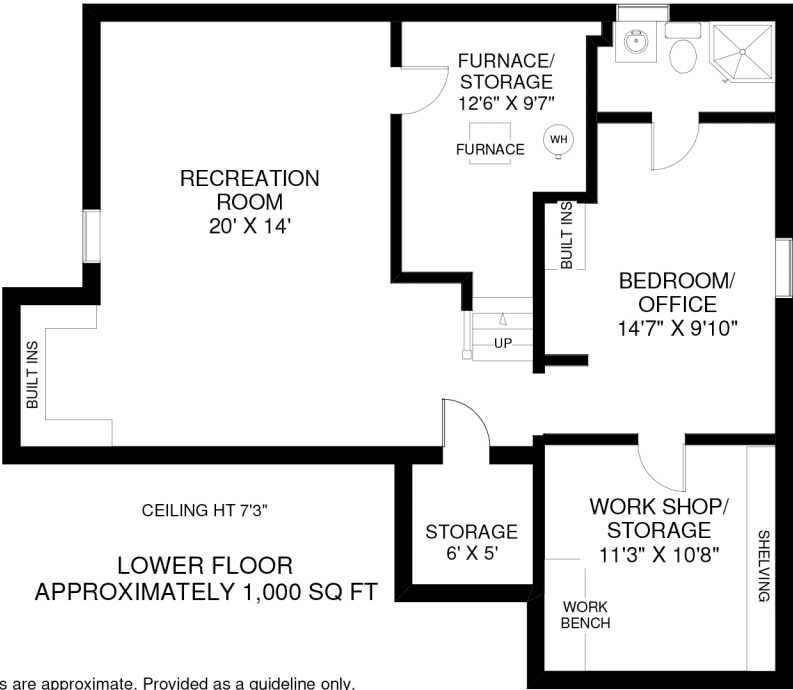 FURNACE/
STORAGE
12'6" X 9'7"
FURNACE
WH
RECREATION
ROOM
20' X 14'
BUILT INS
BEDROOM/
OFFICE
14'7" X 9'10"
UP
BUILT INS
CEILING HT 7'3"
LOWER FLOOR
APPROXIMATELY 1,000 SQ FT
STORAGE
6' X 5'
WORK SHOP/
STORAGE
11'3" X 10'8"
SHELVING
WORK
BENCH
are approximate. Provided as a guideline only.